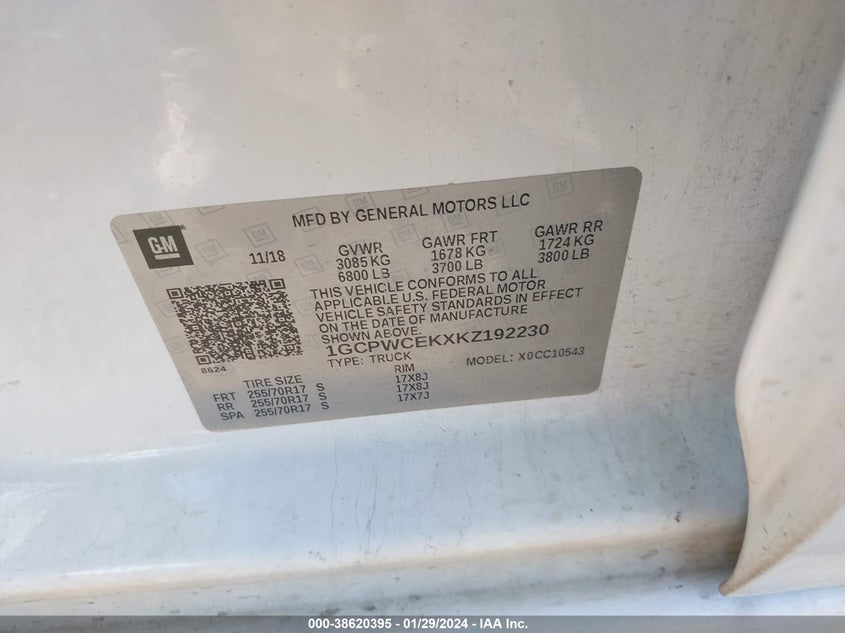 MFD BY GENERAL MOTORS LLC
GM
11/18
GVWR
3085 KG
6800 LB
GAWR FRT
1678 KG
3700 LB
GAWR RR
1724 KG
3800 LB
THIS VEHICLE CONFORMS TO ALL
APPLICABLE U.S. FEDERAL MOTOR
VEHICLE SAFETY STANDARDS IN EFFECT
ON THE DATE OF MANUFACTURE
SHOWN ABOVE.
1GCPWCEKXKZ192230
TYPE: TRUCK
MODEL: X0CC10543
8624
TIRE SIZE RIM
FRT 255/70R17 S 17X8J
RR 255/70R17 S 17X8J
SPA 255/70R17 S 17X7J
000-38620395 - 01/29/2024 - IAA Inc.